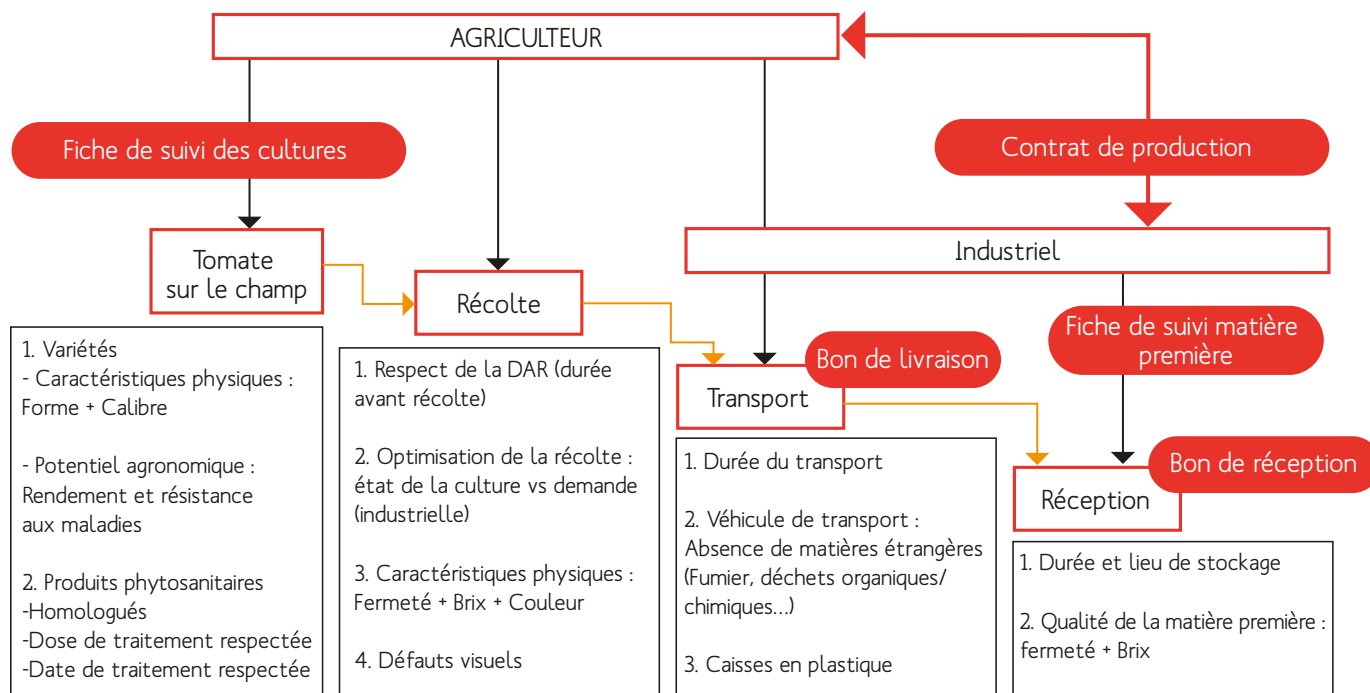 AGRICULTEUR
Fiche de suivi des cultures
Contrat de production
Tomate
sur le champ
Récolte
Industriel
Fiche de suivi matière
première
Bon de livraison
Transport
Bon de réception
Réception
1. Variétés
- Caractéristiques physiques :
Forme + Calibre
- Potentiel agronomique :
Rendement et résistance
aux maladies
2. Produits phytosanitaires
-Homologués
-Dose de traitement respectée
-Date de traitement respectée
1. Respect de la DAR (durée
avant récolte)
2. Optimisation de la récolte :
état de la culture vs demande
(industrielle)
3. Caractéristiques physiques :
Fermeté + Brix + Couleur
4. Défauts visuels
1. Durée du transport
2. Véhicule de transport :
Absence de matières étrangères
(Fumier, déchets organiques/
chimiques...)
3. Caisses en plastique
1. Durée et lieu de stockage
2. Qualité de la matière première :
fermeté + Brix